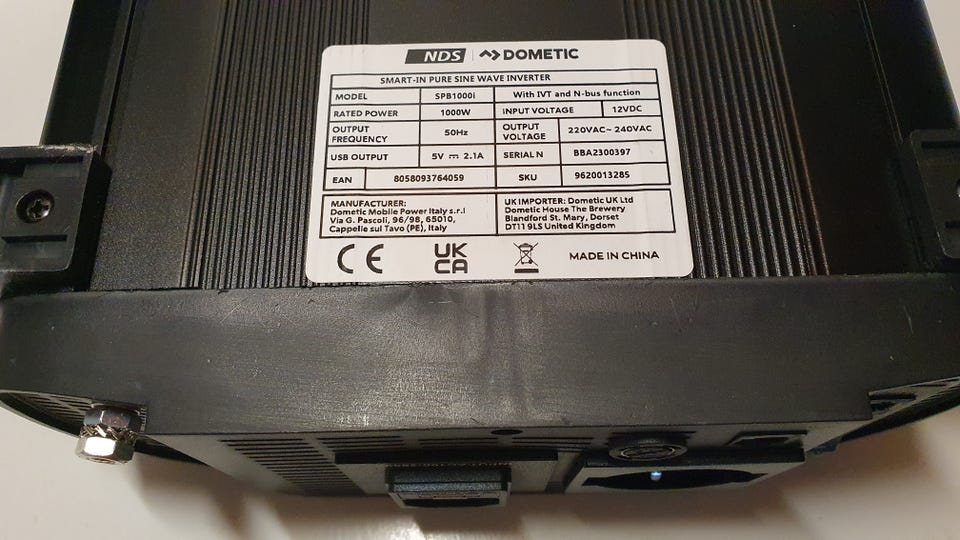 NDS DOMETIC
SMART-IN PURE SINE WAVE INVERTER
MODEL SPB1000i With IVT and N-bus function
RATED POWER 1000W INPUT VOLTAGE 12VDC
OUTPUT FREQUENCY 50Hz OUTPUT VOLTAGE 220VAC~ 240VAC
USB OUTPUT 5V ⎓ 2.1A SERIAL N BBA2300397
EAN 8058093764059 SKU 9620013285
MANUFACTURER:
Dometic Mobile Power Italy s.r.l
Via G. Pascoli, 96/98, 65010,
Cappelle sul Tavo (PE), Italy
UK IMPORTER: Dometic UK Ltd
Dometic House The Brewery
Blandford St. Mary, Dorset
DT11 9LS United Kingdom
CE UK CA MADE IN CHINA